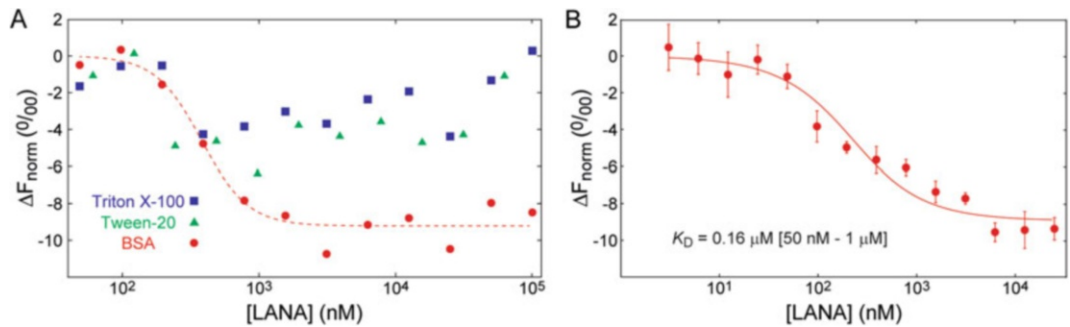 A
ΔFnorm (0/00)
0
-2
-4
-6
-8
-10
Triton X-100
Tween-20
BSA
10²
10³
10⁴
10⁵
[LANA] (nM)
B
ΔFnorm (0/00)
0
-2
-4
-6
-8
-10
KD = 0.16 μM [50 nM - 1 μM]
10¹
10²
10³
10⁴
[LANA] (nM)